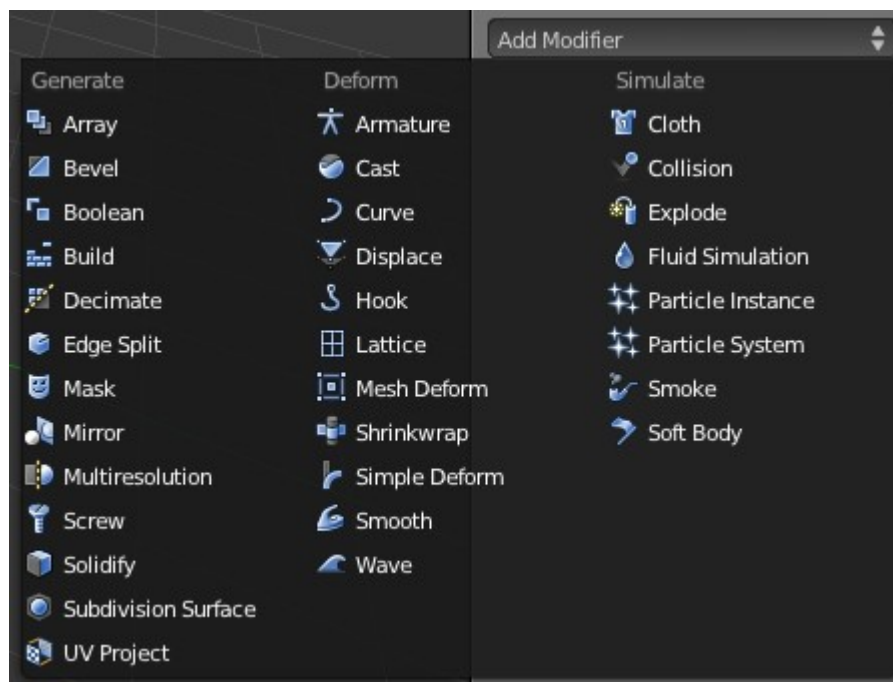 Add Modifier
Generate
Array
Bevel
Boolean
Build
Decimate
Edge Split
Mask
Mirror
Multiresolution
Screw
Solidify
Subdivision Surface
UV Project
Deform
Armature
Cast
Curve
Displace
Hook
Lattice
Mesh Deform
Shrinkwrap
Simple Deform
Smooth
Wave
Simulate
Cloth
Collision
Explode
Fluid Simulation
Particle Instance
Particle System
Smoke
Soft Body